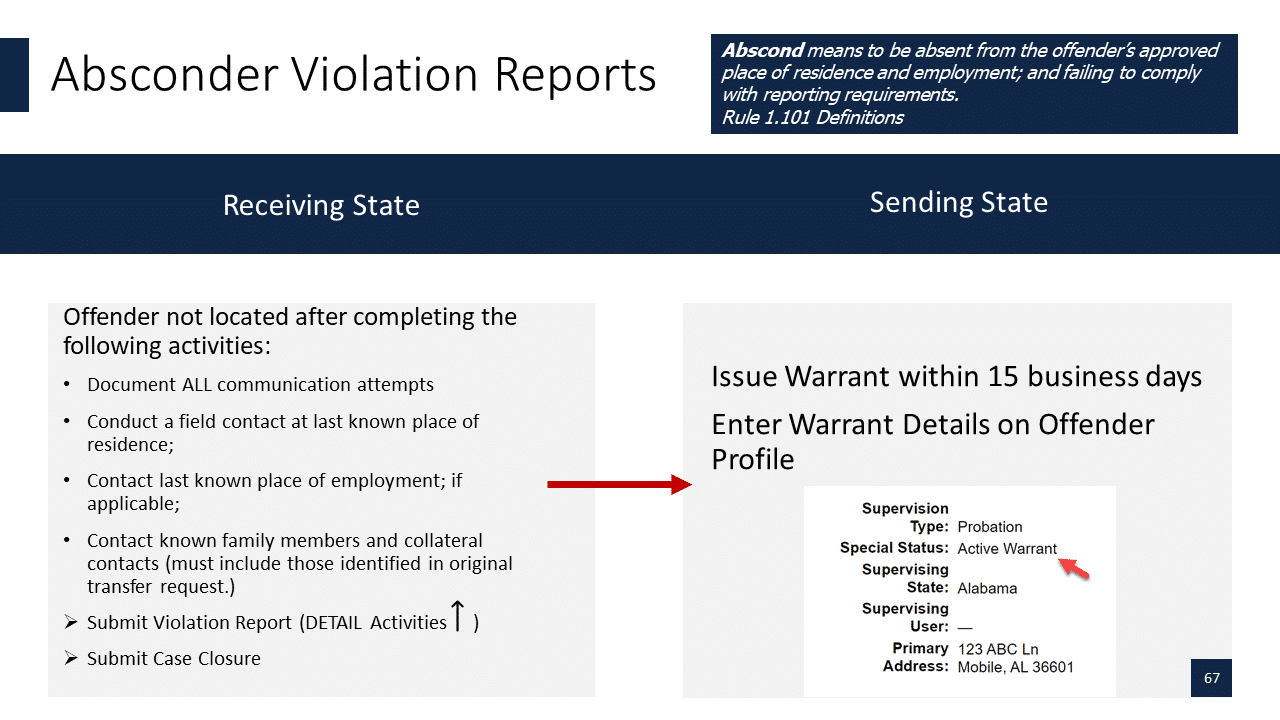 Absconder Violation Reports
Abscond means to be absent from the offender's approved
place of residence and employment; and failing to comply
with reporting requirements.
Rule 1.101 Definitions
Receiving State
Sending State
Offender not located after completing the
following activities:
• Document ALL communication attempts
• Conduct a field contact at last known place of
residence;
• Contact last known place of employment; if
applicable;
• Contact known family members and collateral
contacts (must include those identified in original
transfer request.)
➢ Submit Violation Report (DETAIL Activities↑ )
➢ Submit Case Closure
Issue Warrant within 15 business days
Enter Warrant Details on Offender
Profile
Supervision
Type: Probation
Special Status: Active Warrant
Supervising
State: Alabama
Supervising
User: —
Primary 123 ABC Ln
Address: Mobile, AL 36601
67